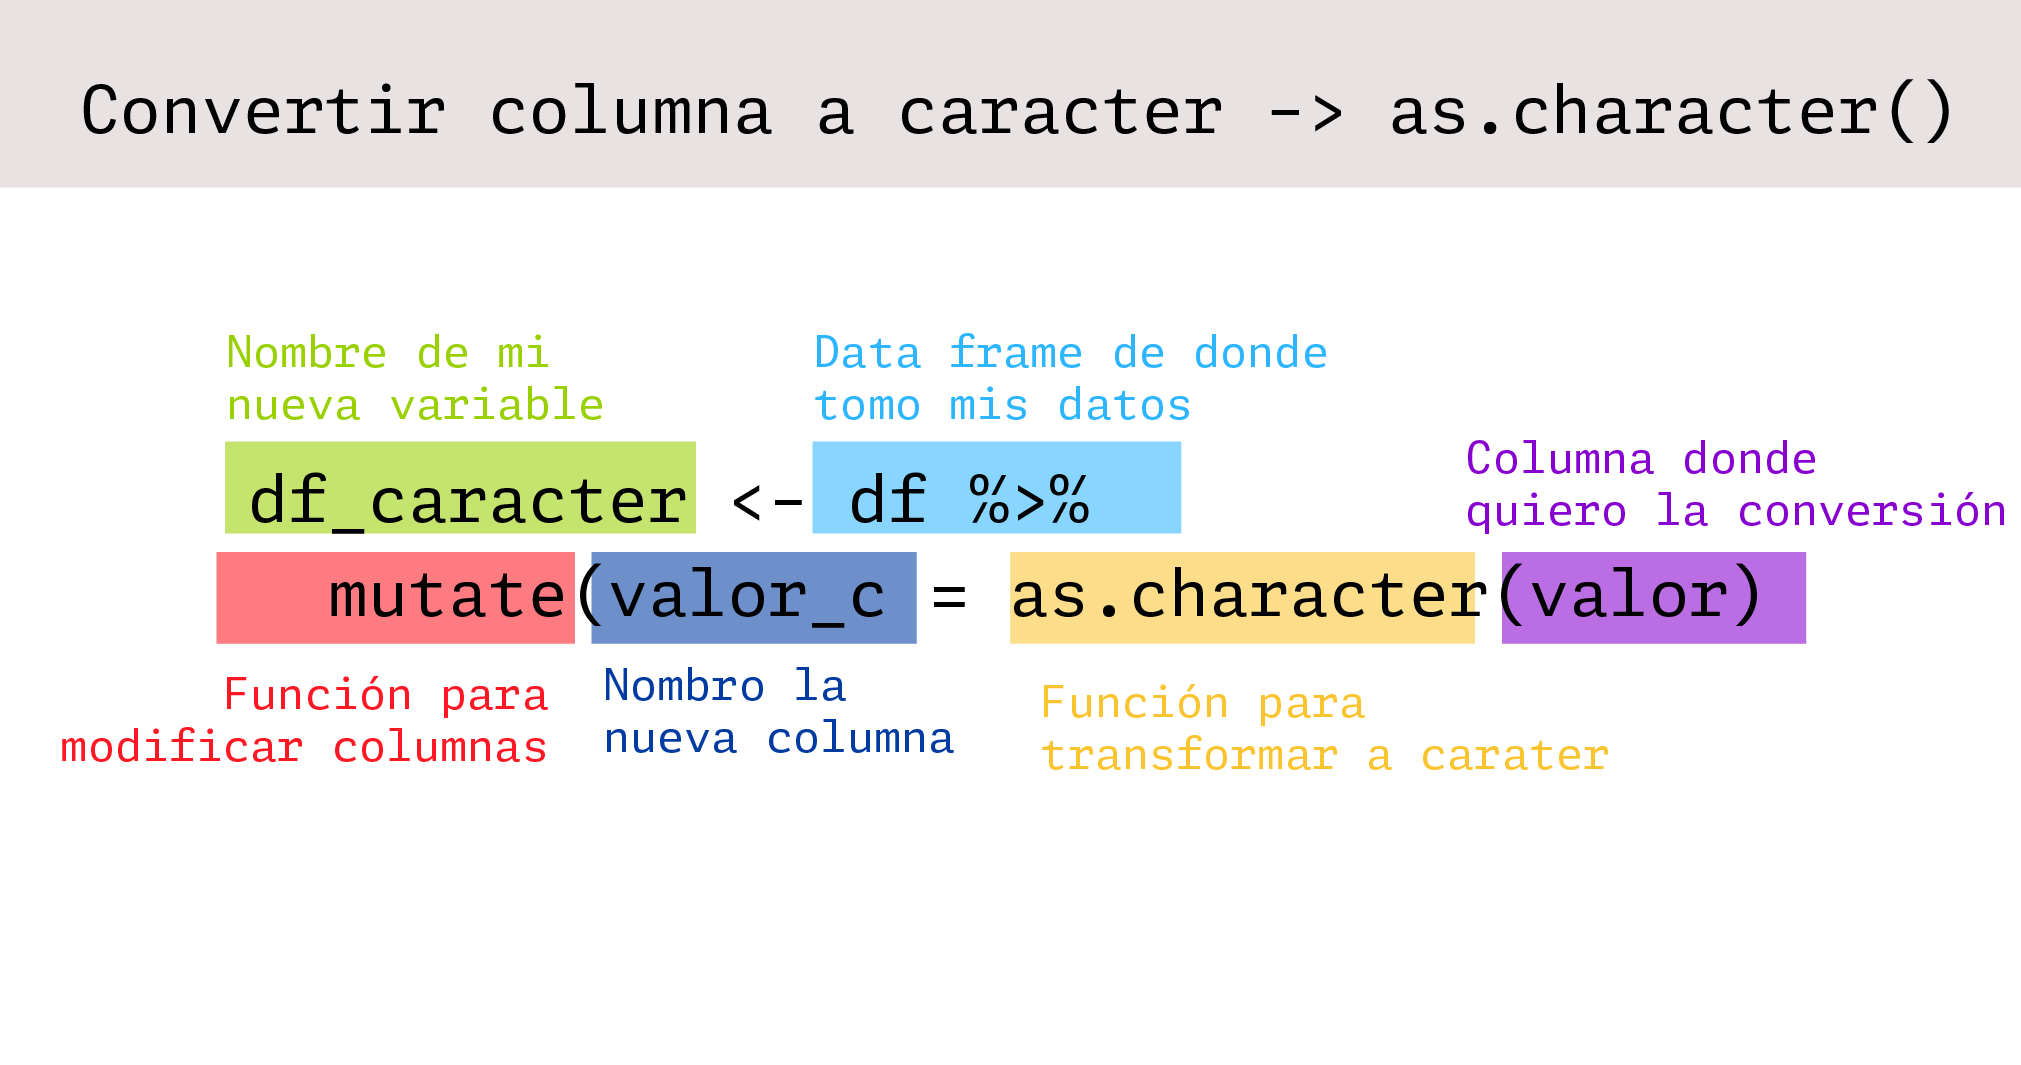 Convertir columna a caracter -> as.character()
Nombre de mi
nueva variable
Data frame de donde
tomo mis datos
df_caracter <- df %>%
Columna donde
quiero la conversión
mutate(valor_c = as.character(valor)
Función para
modificar columnas
Nombro la
nueva columna
Función para
transformar a carater